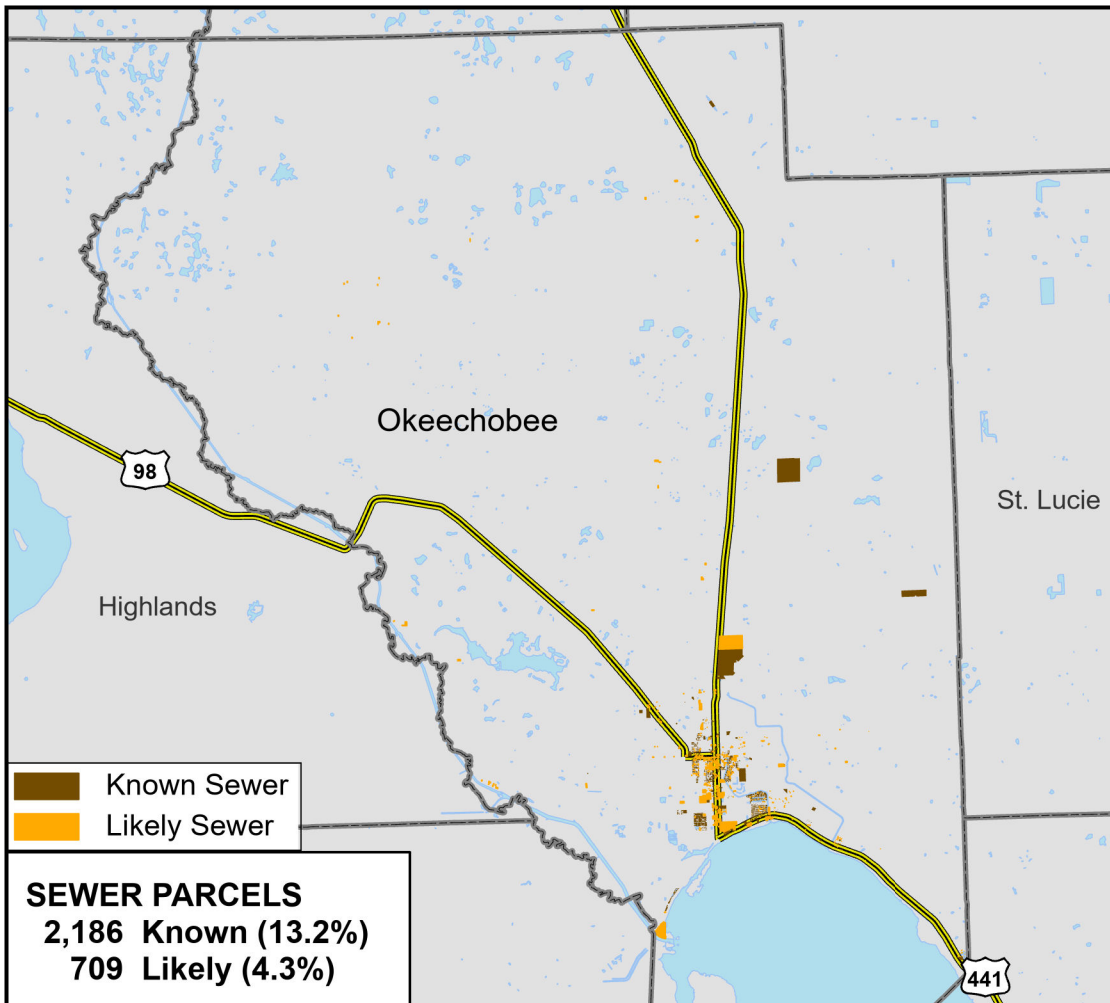 Okeechobee
98
St. Lucie
Highlands
Known Sewer
Likely Sewer
SEWER PARCELS
2,186 Known (13.2%)
709 Likely (4.3%)
441